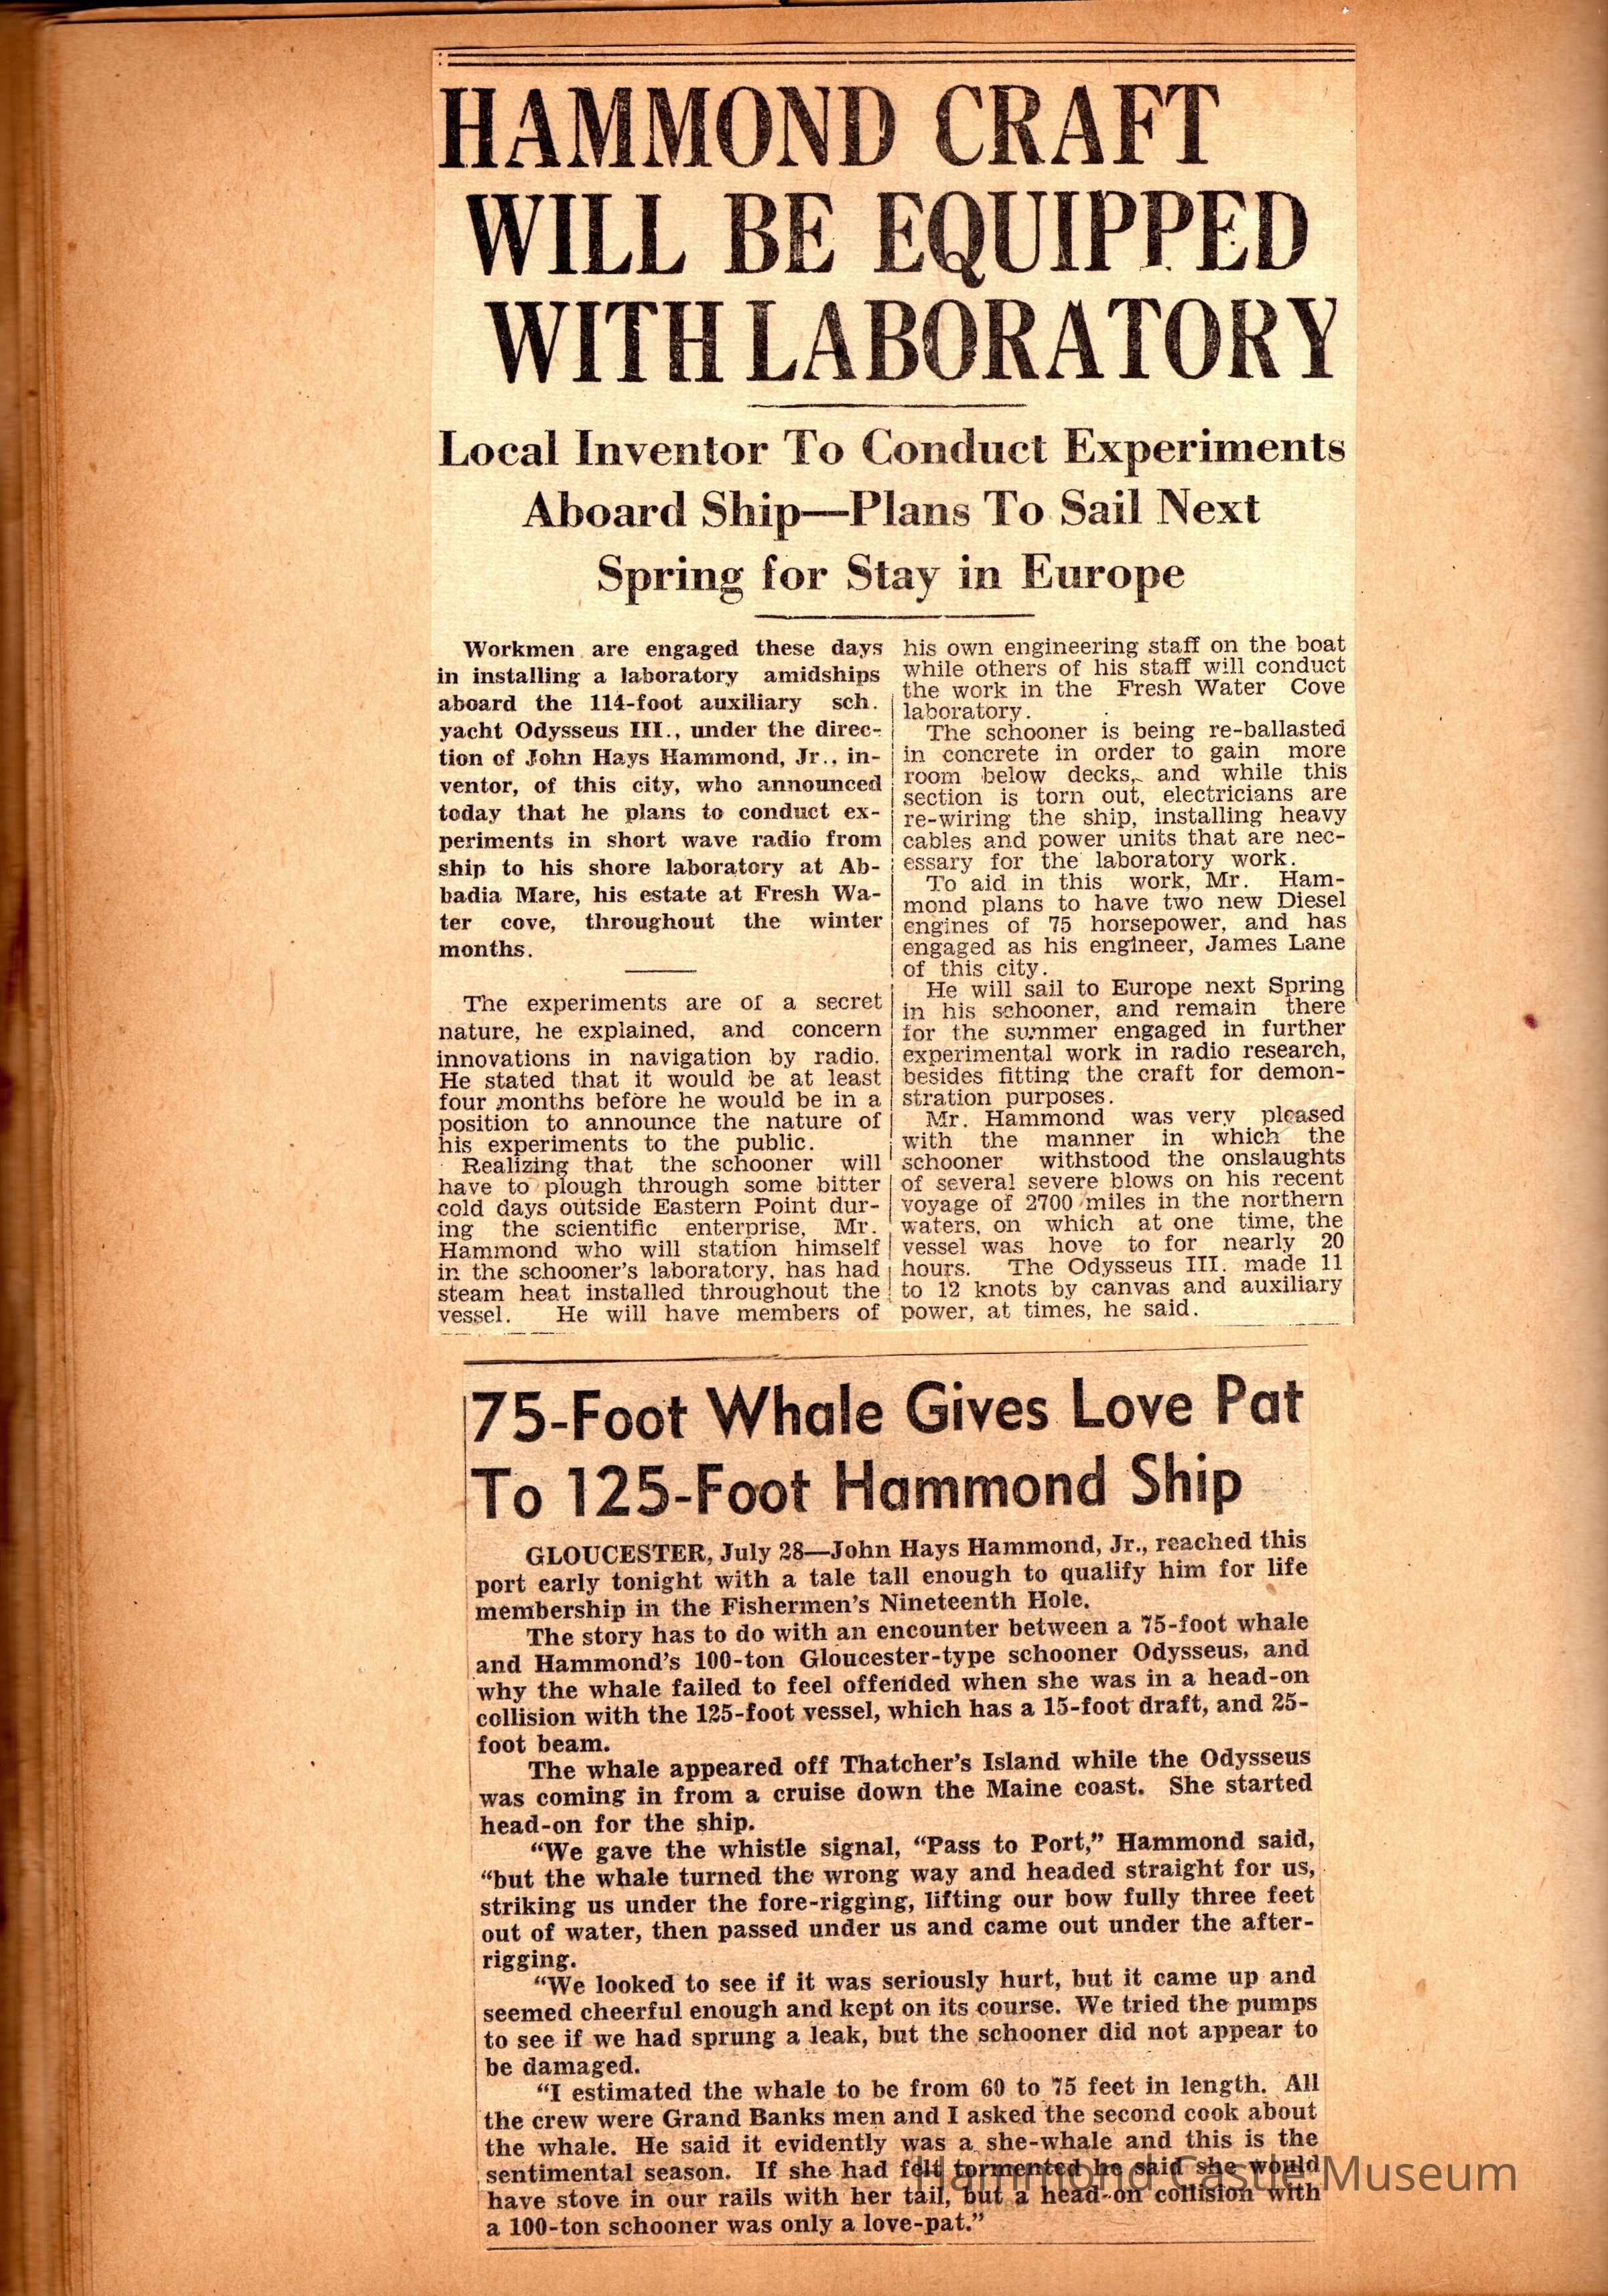 HAMMOND CRAFT
WILL BE EQUIPPED
WITH LABORATORY
Local Inventor To Conduct Experiments
Aboard Ship—Plans To Sail Next
Spring for Stay in Europe
Workmen are engaged these days
in installing a laboratory amidships
aboard the 114-foot auxiliary sch.
yacht Odysseus III., under the direc-
tion of John Hays Hammond, Jr., in-
ventor, of this city, who announced
today that he plans to conduct ex-
periments in short wave radio from
ship to his shore laboratory at Ab-
badia Mare, his estate at Fresh Wa-
ter cove, throughout the winter
months.
The experiments are of a secret
nature, he explained, and concern
innovations in navigation by radio.
He stated that it would be at least
four months before he would be in a
position to announce the nature of
his experiments to the public.
Realizing that the schooner will
have to plough through some bitter
cold days outside Eastern Point dur-
ing the scientific enterprise, Mr.
Hammond who will station himself
in the schooner's laboratory, has had
steam heat installed throughout the
vessel. He will have members of
his own engineering staff on the boat
while others of his staff will conduct
the work in the Fresh Water Cove
laboratory.
The schooner is being re-ballasted
in concrete in order to gain more
room below decks, and while this
section is torn out, electricians are
re-wiring the ship, installing heavy
cables and power units that are nec-
essary for the laboratory work.
To aid in this work, Mr. Ham-
mond plans to have two new Diesel
engines of 75 horsepower, and has
engaged as his engineer, James Lane
of this city.
He will sail to Europe next Spring
in his schooner, and remain there
for the summer engaged in further
experimental work in radio research,
besides fitting the craft for demon-
stration purposes.
Mr. Hammond was very pleased
with the manner in which the
schooner withstood the onslaughts
of several severe blows on his recent
voyage of 2700 miles in the northern
waters, on which at one time, the
vessel was hove to for nearly 20
hours. The Odysseus III. made 11
to 12 knots by canvas and auxiliary
power, at times, he said.
75-Foot Whale Gives Love Pat
To 125-Foot Hammond Ship
GLOUCESTER, July 28—John Hays Hammond, Jr., reached this
port early tonight with a tale tall enough to qualify him for life
membership in the Fishermen's Nineteenth Hole.
The story has to do with an encounter between a 75-foot whale
and Hammond's 100-ton Gloucester-type schooner Odysseus, and
why the whale failed to feel offended when she was in a head-on
collision with the 125-foot vessel, which has a 15-foot draft, and 25-
foot beam.
The whale appeared off Thatcher's Island while the Odysseus
was coming in from a cruise down the Maine coast. She started
head-on for the ship.
"We gave the whistle signal, "Pass to Port," Hammond said,
"but the whale turned the wrong way and headed straight for us,
striking us under the fore-rigging, lifting our bow fully three feet
out of water, then passed under us and came out under the after-
rigging.
"We looked to see if it was seriously hurt, but it came up and
seemed cheerful enough and kept on its course. We tried the pumps
to see if we had sprung a leak, but the schooner did not appear to
be damaged.
"I estimated the whale to be from 60 to 75 feet in length. All
the crew were Grand Banks men and I asked the second cook about
the whale. He said it evidently was a she-whale and this is the
sentimental season. If she had felt tormented he said she would
have stove in our rails with her tail, but a head-on collision with
a 100-ton schooner was only a love-pat."
Hammond Castle Museum